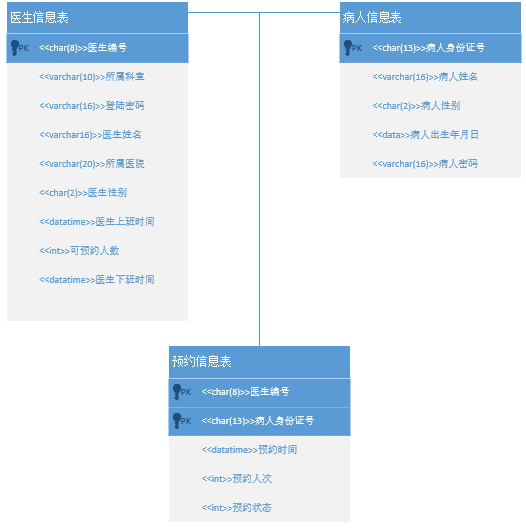 医生信息表
PK <<char(8)>>医生编号
<<varchar(10)>>所属科室
<<varchar(16)>>登陆密码
<<varchar16)>>医生姓名
<<varchar(20)>>所属医院
<<char(2)>>医生性别
<<datatime>>医生上班时间
<<int>>可预约人数
<<datatime>>医生下班时间
病人信息表
PK <<char(13)>>病人身份证号
<<varchar(16)>>病人姓名
<<char(2)>>病人性别
<<data>>病人出生年月日
<<varchar(16)>>病人密码
预约信息表
PK <<char(8)>>医生编号
PK <<char(13)>>病人身份证号
<<datatime>>预约时间
<<int>>预约人次
<<int>>预约状态